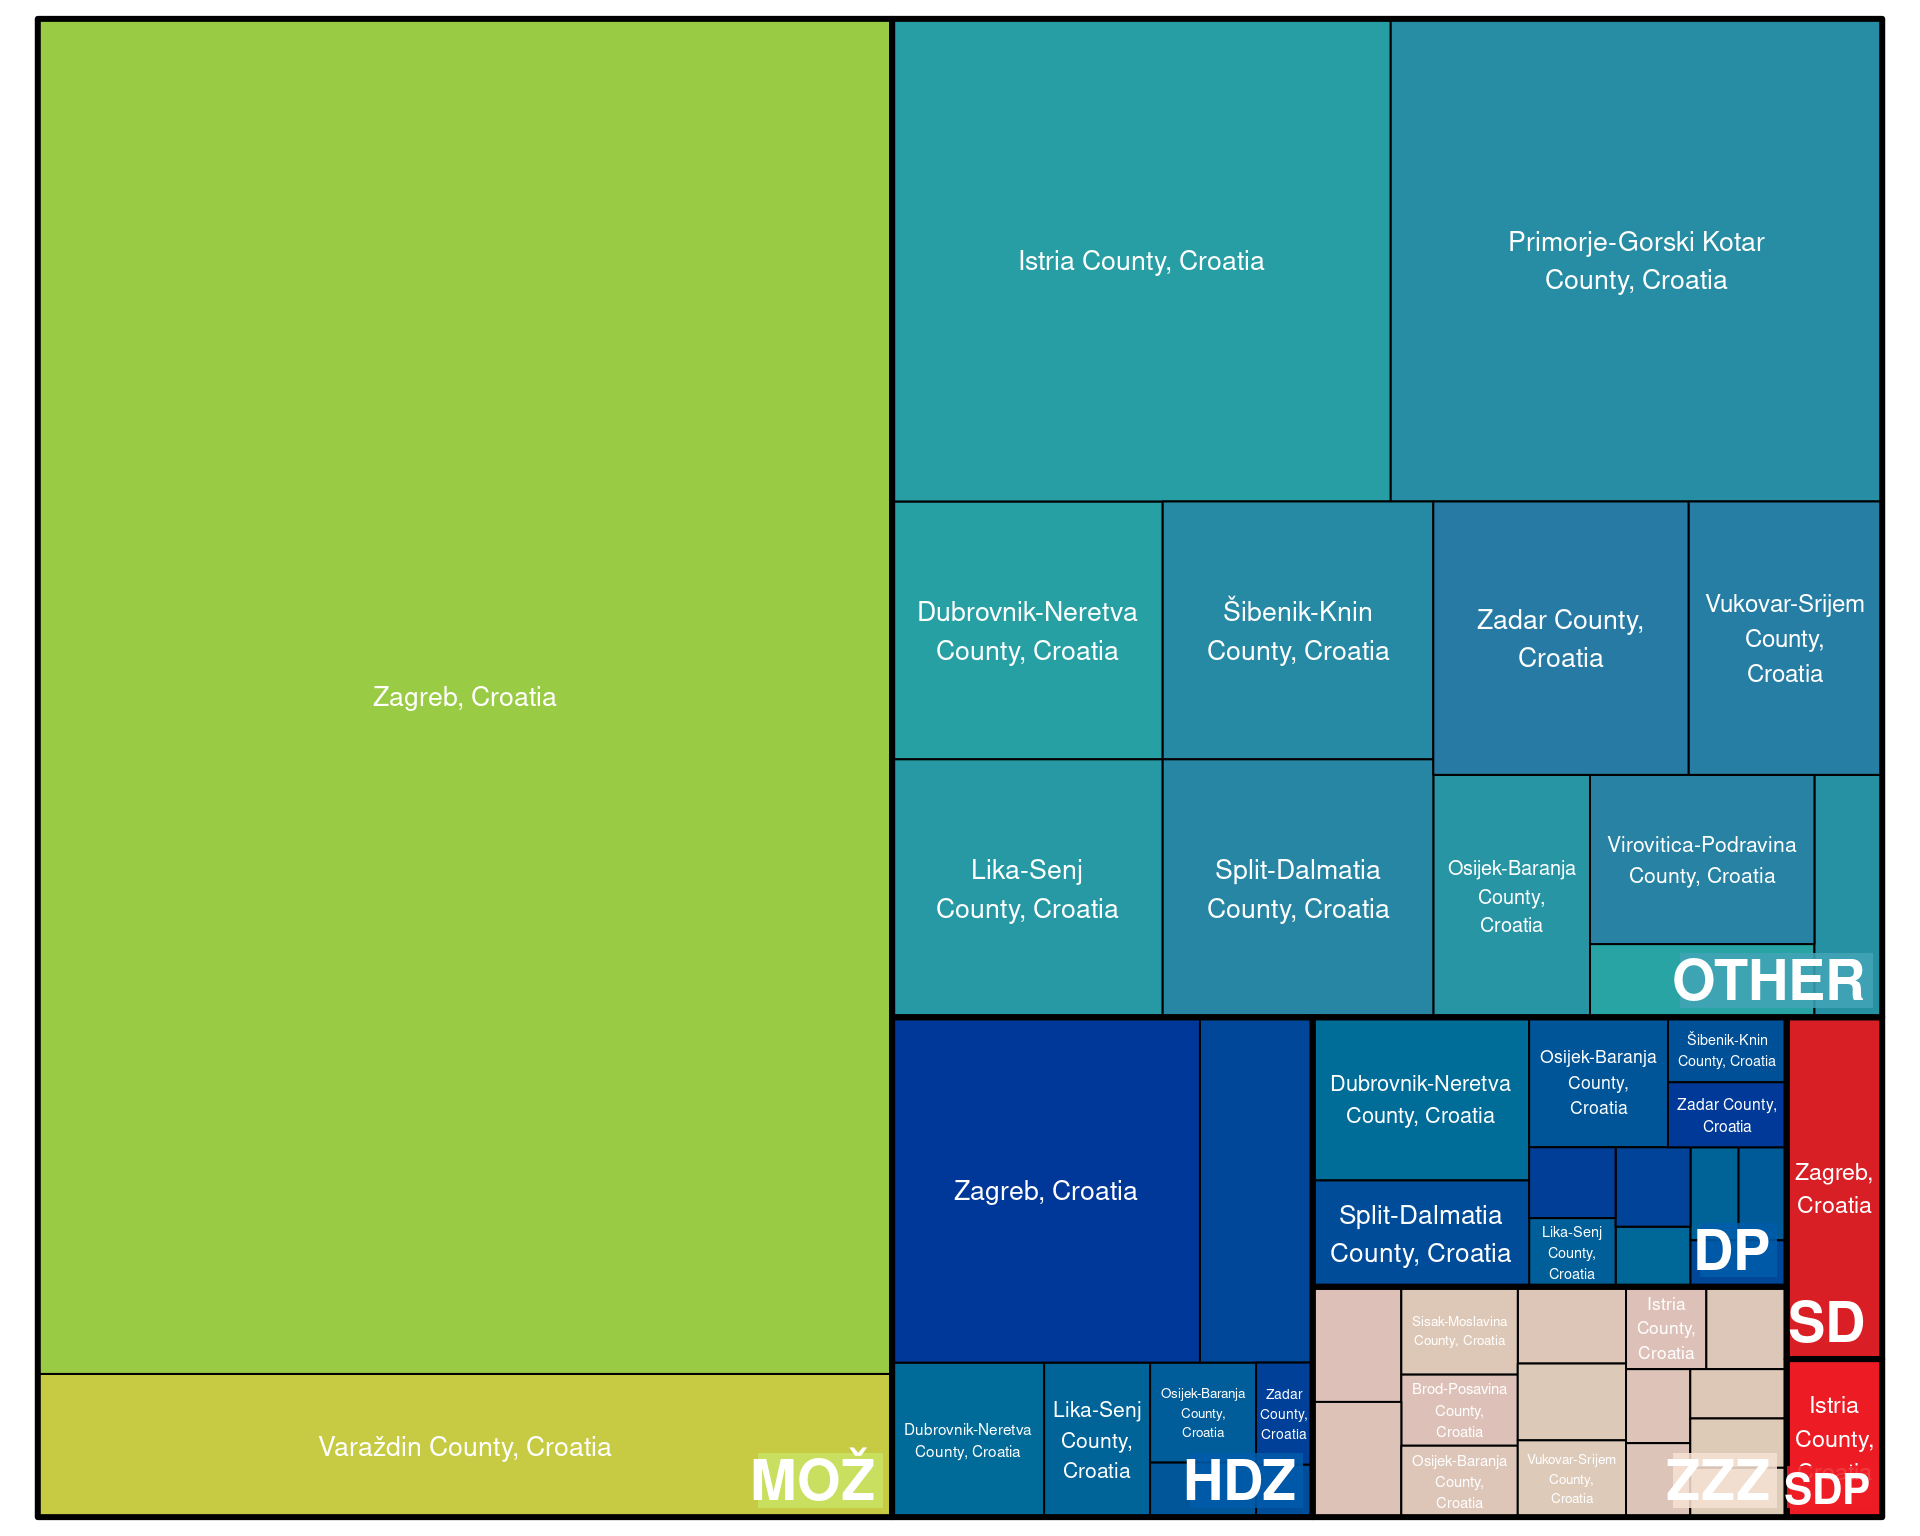 Zagreb, Croatia
Varaždin County, Croatia
MOŽ
Istria County, Croatia
Primorje-Gorski Kotar
County, Croatia
Dubrovnik-Neretva
County, Croatia
Šibenik-Knin
County, Croatia
Zadar County,
Croatia
Vukovar-Srijem
County,
Croatia
Lika-Senj
County, Croatia
Split-Dalmatia
County, Croatia
Osijek-Baranja
County,
Croatia
Virovitica-Podravina
County, Croatia
OTHER
Zagreb, Croatia
Dubrovnik-Neretva
County, Croatia
Lika-Senj
County,
Croatia
Osijek-Baranja
County,
Croatia
Zadar
County,
Croatia
HDZ
Dubrovnik-Neretva
County, Croatia
Split-Dalmatia
County, Croatia
Osijek-Baranja
County,
Croatia
Šibenik-Knin
County, Croatia
Zadar County,
Croatia
Lika-Senj
County,
Croatia
DP
Sisak-Moslavina
County, Croatia
Brod-Posavina
County,
Croatia
Osijek-Baranja
County,
Croatia
Vukovar-Srijem
County,
Croatia
Istria
County,
Croatia
ZZZ
Zagreb,
Croatia
SD
Istria
County,
Croatia
SDP